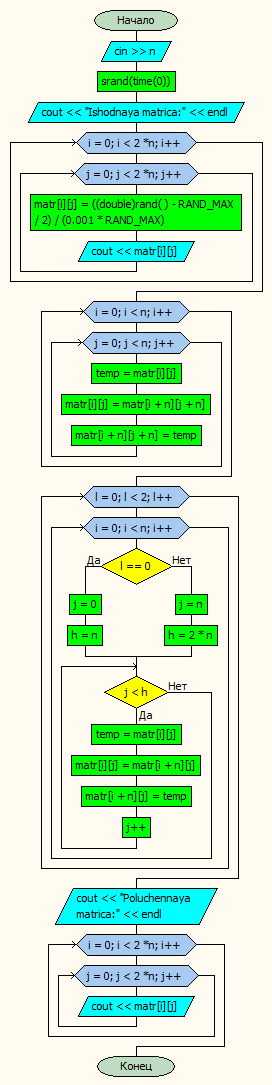 Начало
cin >> n
srand(time(0))
cout << "Ishodnaya matrica:" << endl
i = 0; i < 2 *n; i++
j = 0; j < 2 *n; j++
matr[i][j] = ((double)rand( ) - RAND_MAX
/ 2) / (0.001 * RAND_MAX)
cout << matr[i][j]
i = 0; i < n; i++
j = 0; j < n; j++
temp = matr[i][j]
matr[i][j] = matr[i + n][j + n]
matr[i + n][j + n] = temp
l = 0; l < 2; l++
i = 0; i < n; i++
Да
l == 0
Нет
j = 0
j = n
h = n
h = 2 * n
j < h
Нет
Да
temp = matr[i][j]
matr[i][j] = matr[i + n][j]
matr[i + n][j] = temp
j++
cout << "Poluchennaya
matrica:" << endl
i = 0; i < 2 *n; i++
j = 0; j < 2 *n; j++
cout << matr[i][j]
Конец